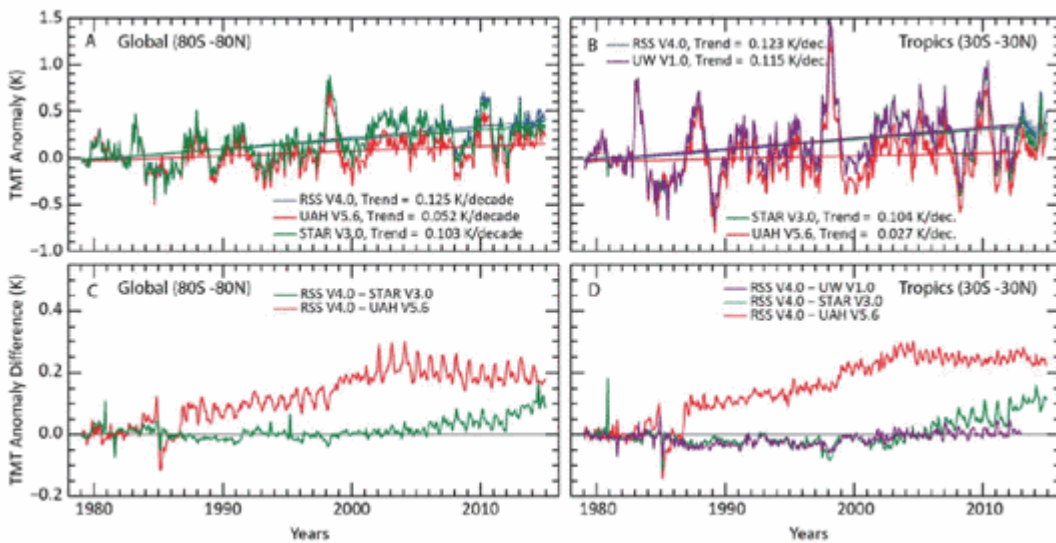 A Global (80S -80N)
TMT Anomaly (K)
1.5
1.0
0.5
0.0
−0.5
−1.0
RSS V4.0, Trend = 0.125 K/decade
UAH V5.6, Trend = 0.052 K/decade
STAR V3.0, Trend = 0.103 K/decade
B Tropics (30S -30N)
RSS V4.0, Trend = 0.123 K/dec.
UW V1.0, Trend = 0.115 K/dec.
STAR V3.0, Trend = 0.104 K/dec.
UAH V5.6, Trend = 0.027 K/dec.
C Global (80S -80N)
TMT Anomaly Difference (K)
0.4
0.2
0.0
−0.2
RSS V4.0 − STAR V3.0
RSS V4.0 − UAH V5.6
1980 1990 2000 2010
Years
D Tropics (30S -30N)
RSS V4.0 − UW V1.0
RSS V4.0 − STAR V3.0
RSS V4.0 − UAH V5.6
1980 1990 2000 2010
Years